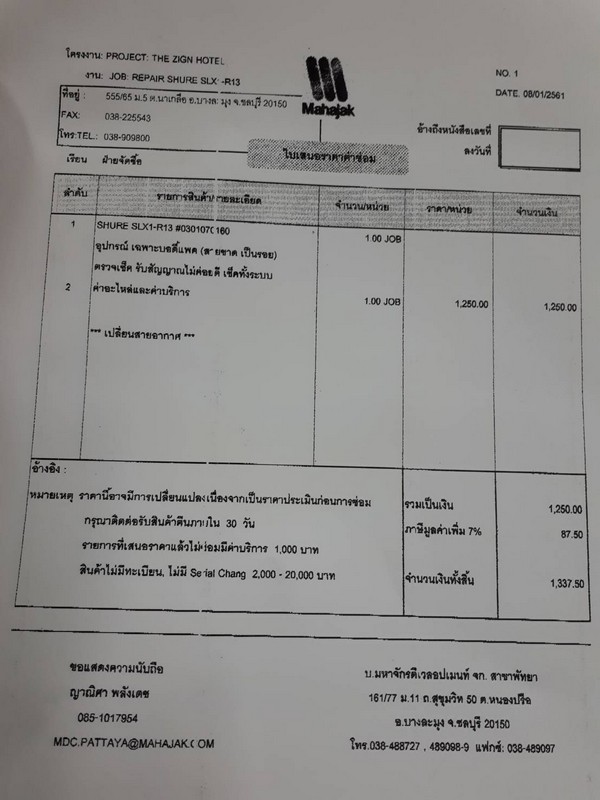 โครงงาน: PROJECT: THE ZIGN HOTEL
งาน: JOB: REPAIR SHURE SLX -R13
ที่อยู่ : 555/65 ม.5 ต.นาเกลือ อ.บางละมุง จ.ชลบุรี 20150
FAX: 038-225543
โทร:TEL.: 038-909800
เรียน ฝ่ายจัดซื้อ
Mahajak
NO. 1
DATE. 08/01/2561
อ้างถึงหนังสือเลขที่
ลงวันที่
ใบเสนอราคาค่าซ่อม
ลำดับ รายการสินค้า/รายละเอียด จำนวน/หน่วย ราคา/หน่วย จำนวนเงิน
1 SHURE SLX1-R13 #0301070160 1.00 JOB
อุปกรณ์ เฉพาะบอดี้แพค (สายขาด เป็นรอย)
ตรวจเช็ค รับสัญญาณไม่ค่อยดี เช็คทั้งระบบ
2 ค่าอะไหล่และค่าบริการ 1.00 JOB 1,250.00 1,250.00
*** เปลี่ยนสายอากาศ ***
อ้างอิง :
หมายเหตุ ราคานี้อาจมีการเปลี่ยนแปลงเนื่องจากเป็นราคาประเมินก่อนการซ่อม
กรุณาติดต่อรับสินค้าคืนภายใน 30 วัน
รายการที่เสนอราคาแล้วไม่ซ่อมมีค่าบริการ 1,000 บาท
สินค้าไม่มีทะเบียน, ไม่มี Serial Chang 2,000 - 20,000 บาท
รวมเป็นเงิน 1,250.00
ภาษีมูลค่าเพิ่ม 7% 87.50
จำนวนเงินทั้งสิ้น 1,337.50
ขอแสดงความนับถือ
ญาณิศา พลังเดช
085-1017954
MDC.PATTAYA@MAHAJAK.COM
บ.มหาจักรดีเวลอปเมนท์ จก. สาขาพัทยา
161/77 ม.11 ถ.สุขุมวิท 50 ต.หนองปรือ
อ.บางละมุง จ.ชลบุรี 20150
โทร.038-488727 , 489098-9 แฟกซ์: 038-489097